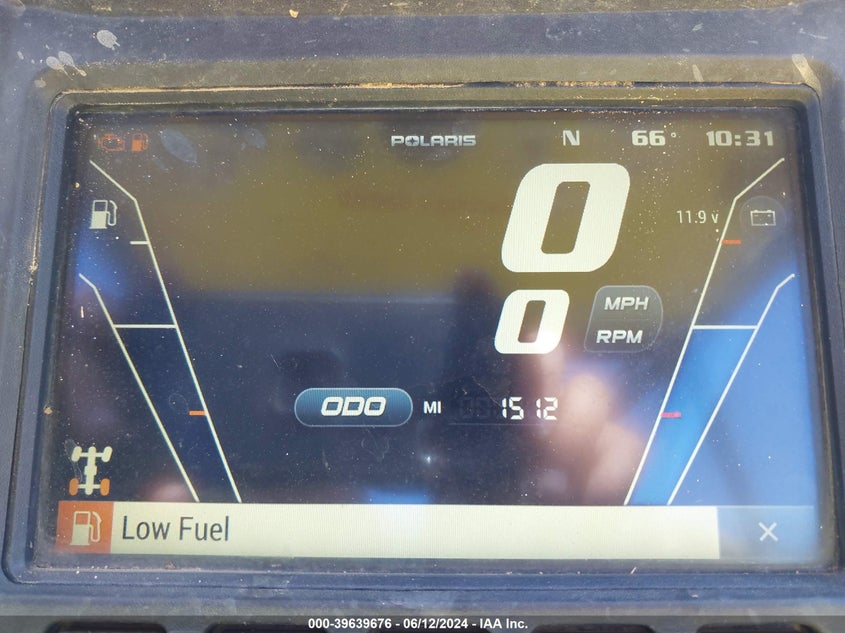 POLARIS N 66° 10:31
0
11.9 v
0 MPH
RPM
ODO MI 1512
Low Fuel ×
000-39639676 - 06/12/2024 - IAA Inc.